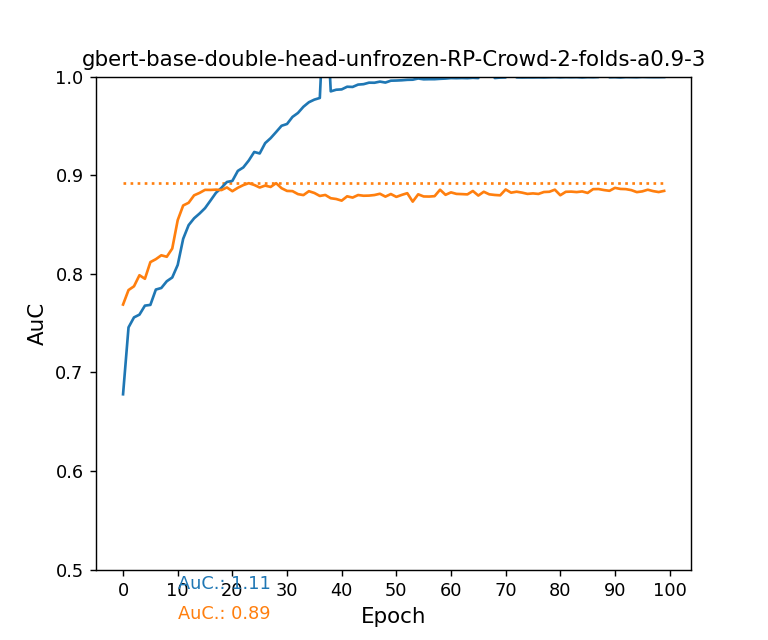 gbert-base-double-head-unfrozen-RP-Crowd-2-folds-a0.9-3
1.0
0.9
0.8
0.7
0.6
0.5
AuC
0 10 20 30 40 50 60 70 80 90 100
AuC.: 1.11
AuC.: 0.89
Epoch